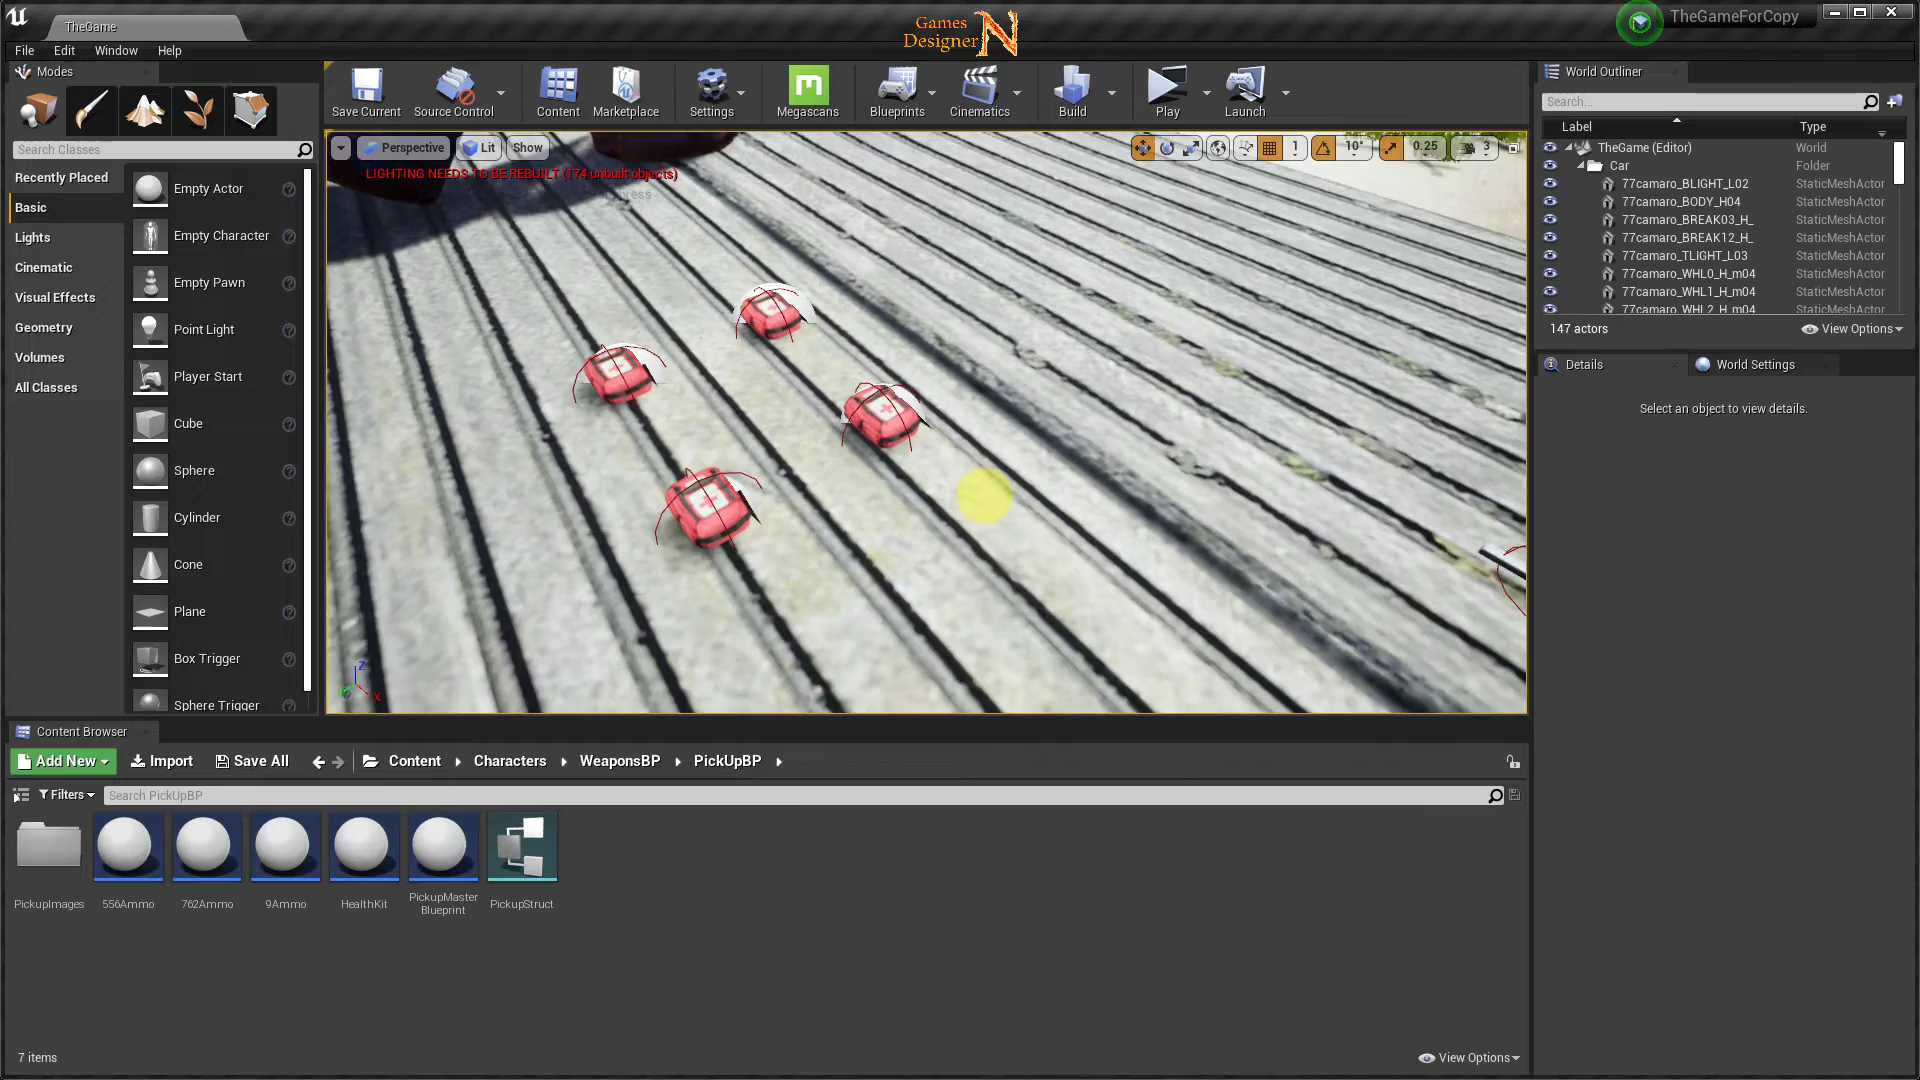 TheGame
Games
Designer N
TheGameForCopy
File Edit Window Help
Modes
Save Current
Source Control
Content
Marketplace
Settings
Megascans
Blueprints
Cinematics
Build
Play
Launch
World Outliner
Search...
Label Type
Search Classes
Recently Placed
Basic
Lights
Cinematic
Visual Effects
Geometry
Volumes
All Classes
Empty Actor
Empty Character
Empty Pawn
Point Light
Player Start
Cube
Sphere
Cylinder
Cone
Plane
Box Trigger
Sphere Trigger
Perspective Lit Show
1 10° 0.25 3
LIGHTING NEEDS TO BE REBUILT (174 unbuilt objects)
Z
X
TheGame (Editor) World
Car Folder
77camaro_BLIGHT_L02 StaticMeshActor
77camaro_BODY_H04 StaticMeshActor
77camaro_BREAK03_H_ StaticMeshActor
77camaro_BREAK12_H_ StaticMeshActor
77camaro_TLIGHT_L03 StaticMeshActor
77camaro_WHL0_H_m04 StaticMeshActor
77camaro_WHL1_H_m04 StaticMeshActor
77camaro_WHL2_H_m04 StaticMeshActor
147 actors View Options
Details World Settings
Select an object to view details.
Content Browser
Add New Import Save All Content Characters WeaponsBP PickUpBP
Filters Search PickUpBP
PickupImages
556Ammo
762Ammo
9Ammo
HealthKit
PickupMaster
Blueprint
PickupStruct
7 items View Options